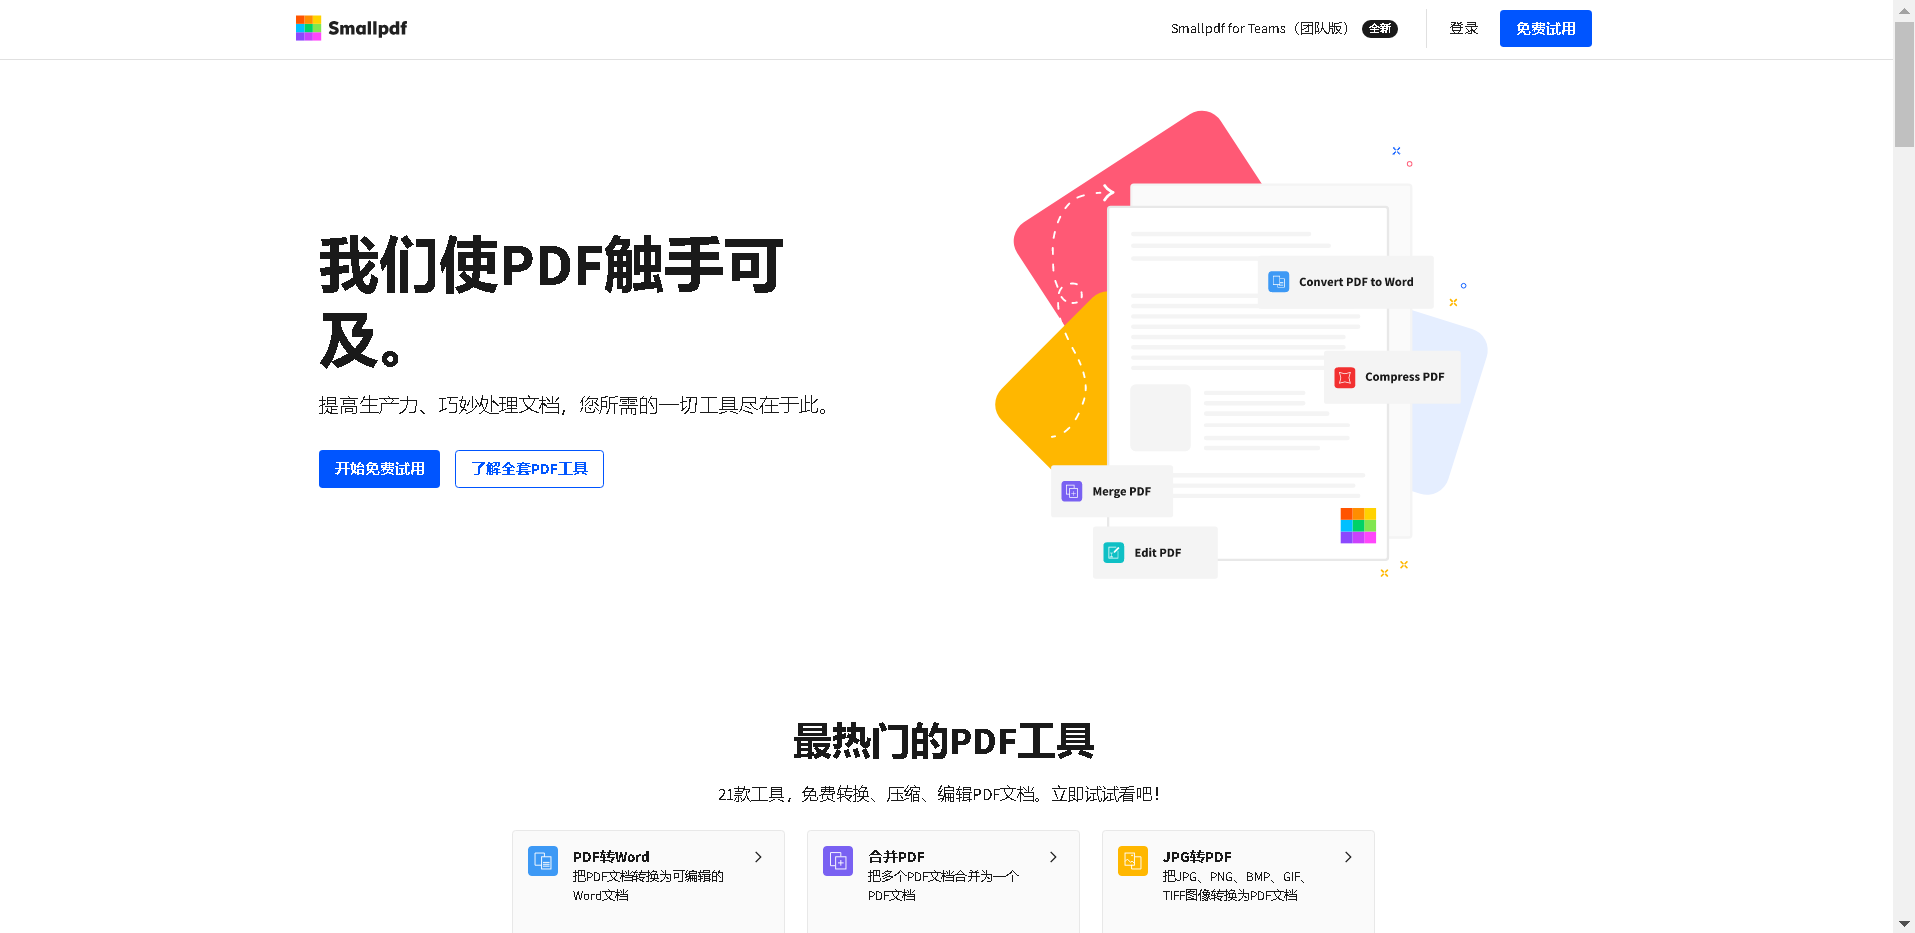 Smallpdf
Smallpdf for Teams（团队版） 全新
登录
免费试用
我们使PDF触手可
及。
提高生产力、巧妙处理文档，您所需的一切工具尽在于此。
开始免费试用
了解全套PDF工具
Convert PDF to Word
Compress PDF
Merge PDF
Edit PDF
最热门的PDF工具
21款工具，免费转换、压缩、编辑PDF文档。立即试试看吧！
PDF转Word
把PDF文档转换为可编辑的
Word文档
合并PDF
把多个PDF文档合并为一个
PDF文档
JPG转PDF
把JPG、PNG、BMP、GIF、
TIFF图像转换为PDF文档